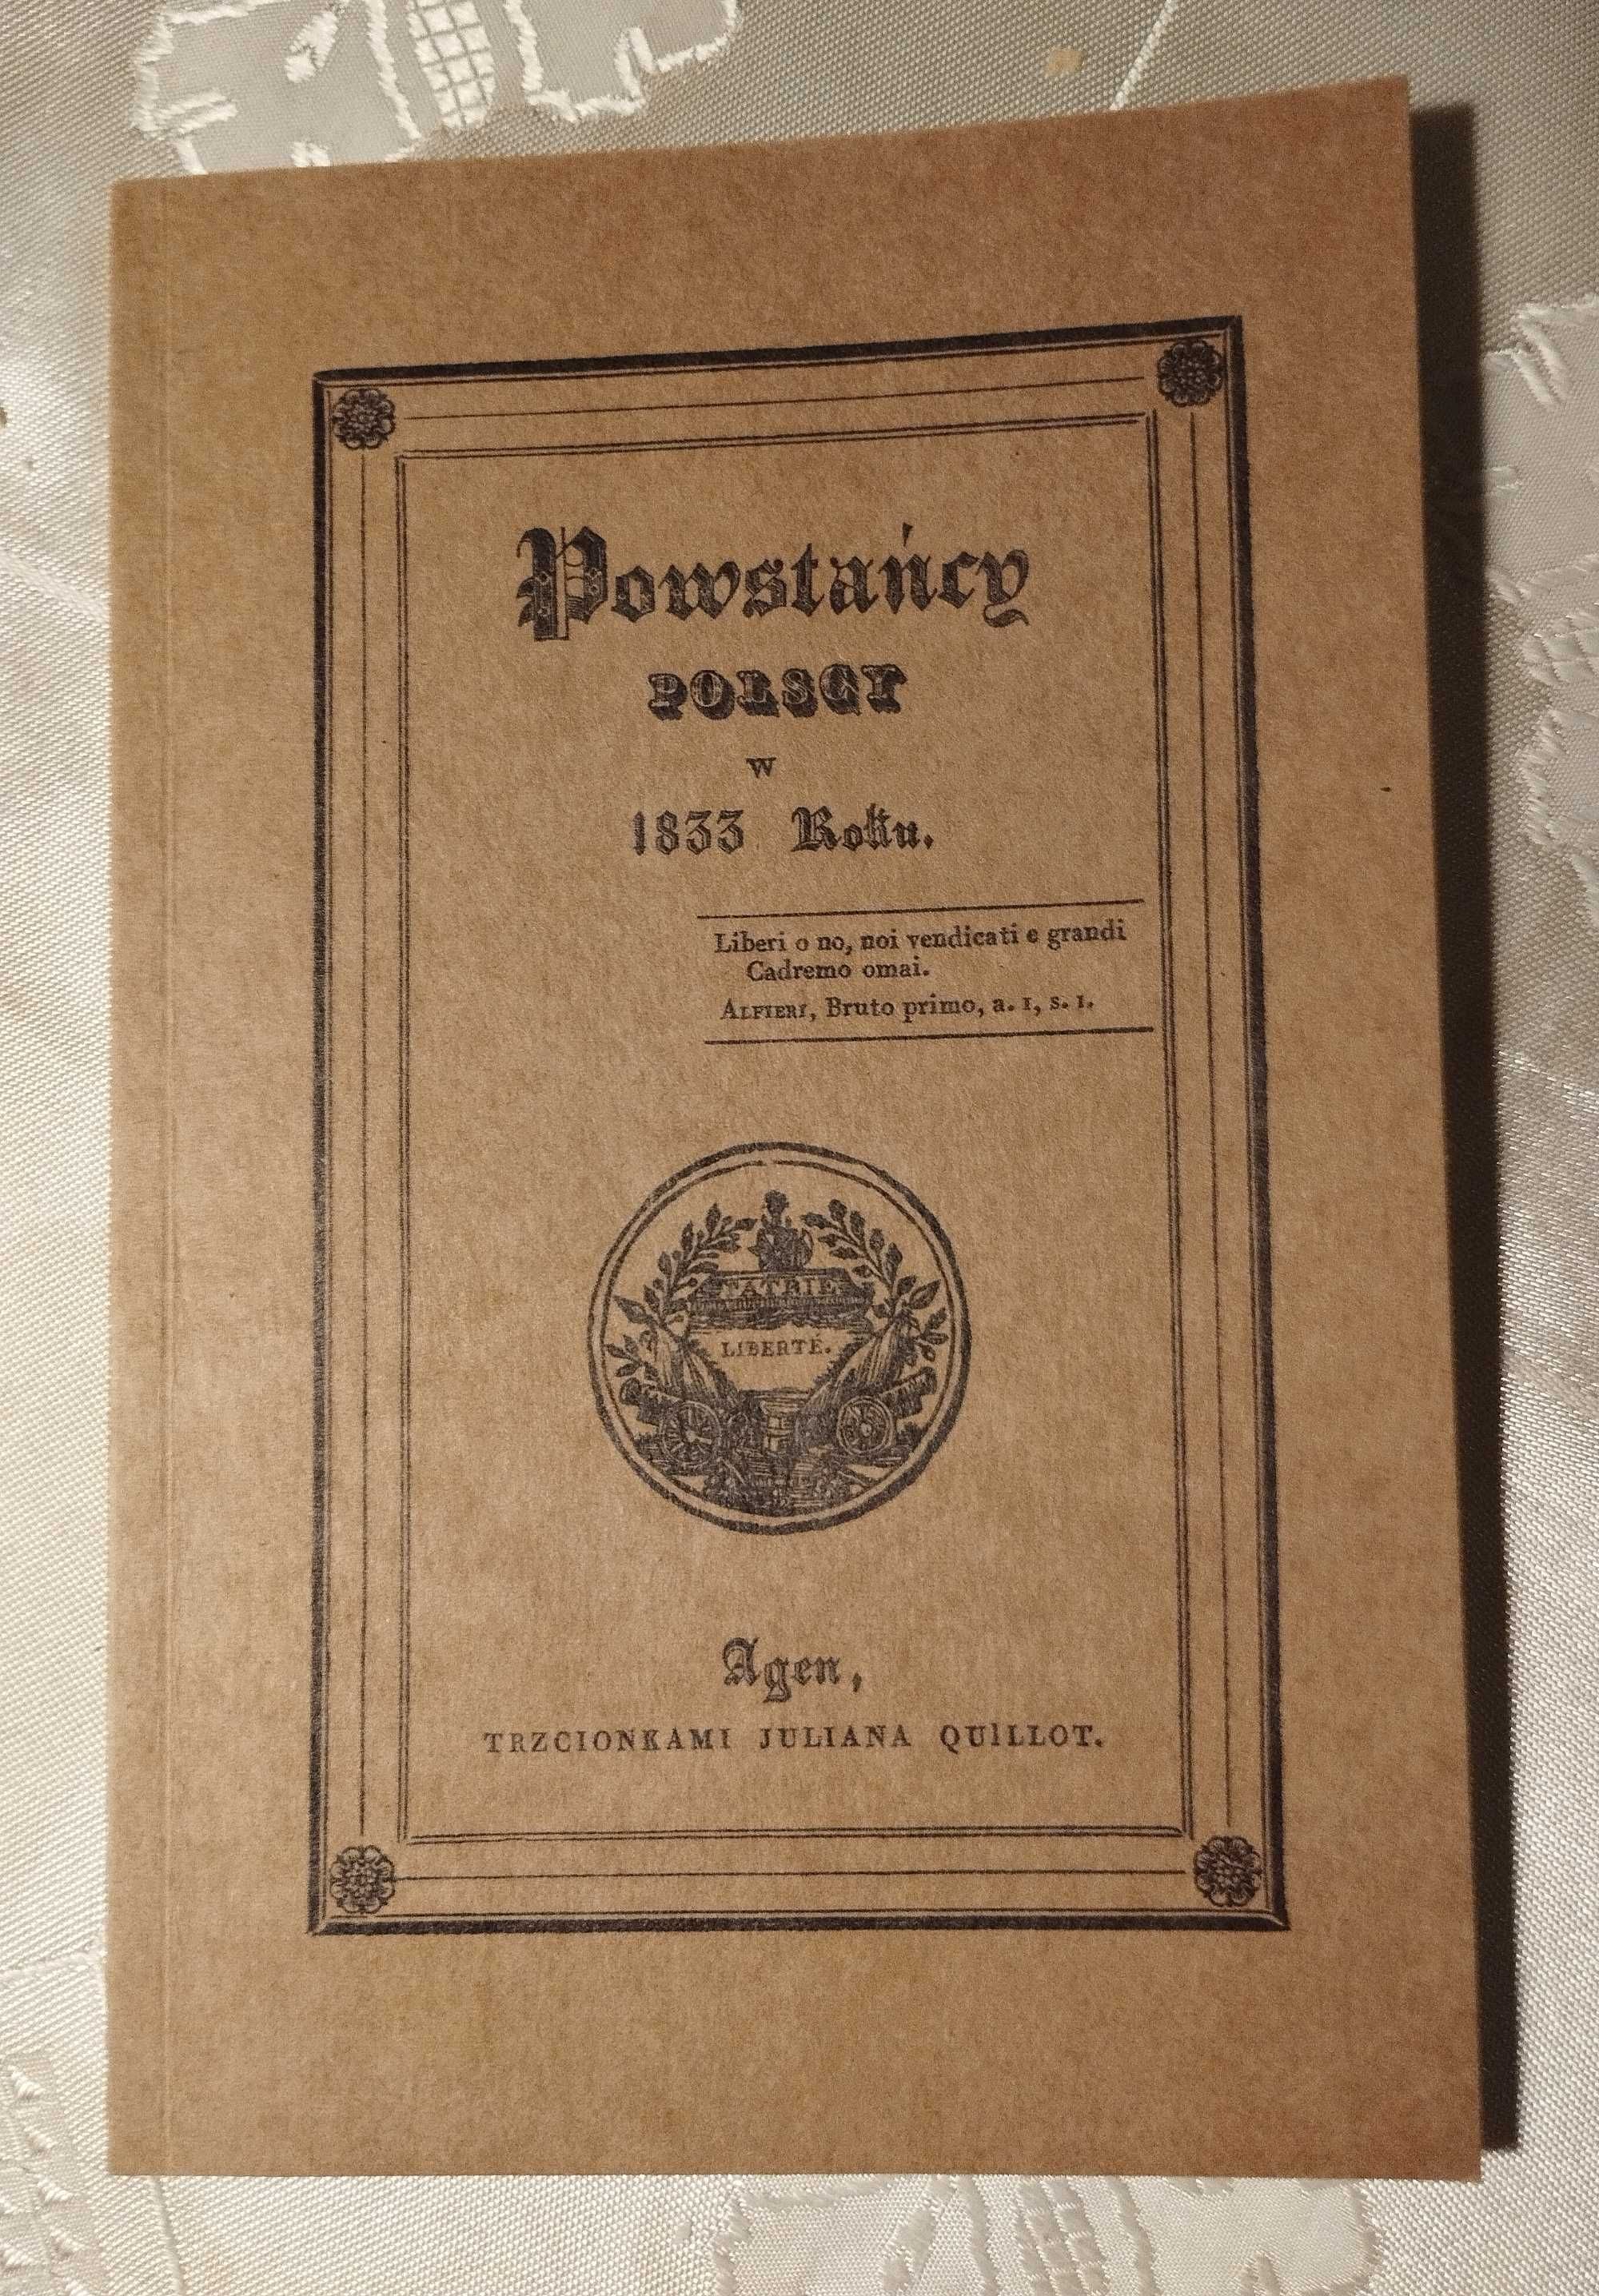 Powstańcy
POLSCY
w
1833 Roku.
Liberi o no, noi vendicati e grandi
Cadremo omai.
ALFIERI, Bruto primo, a. 1, s. 1.
PATRIE
LIBERTÉ.
Agen,
TRZCIONKAMI JULIANA QUILLOT.